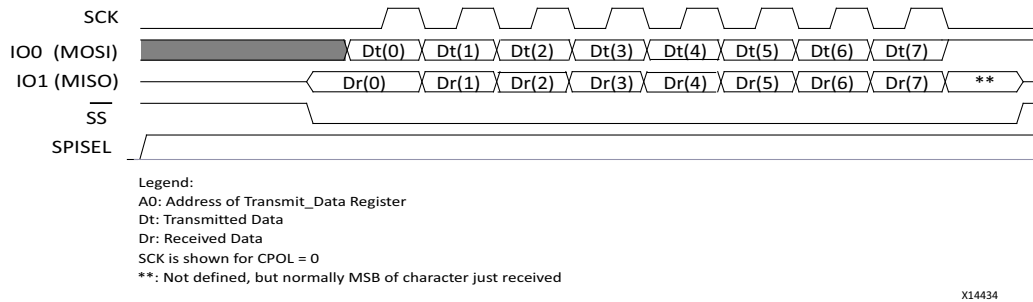 SCK
IO0 (MOSI) Dt(0) Dt(1) Dt(2) Dt(3) Dt(4) Dt(5) Dt(6) Dt(7)
IO1 (MISO) Dr(0) Dr(1) Dr(2) Dr(3) Dr(4) Dr(5) Dr(6) Dr(7) **
SS
SPISEL
Legend:
A0: Address of Transmit_Data Register
Dt: Transmitted Data
Dr: Received Data
SCK is shown for CPOL = 0
**: Not defined, but normally MSB of character just received
X14434